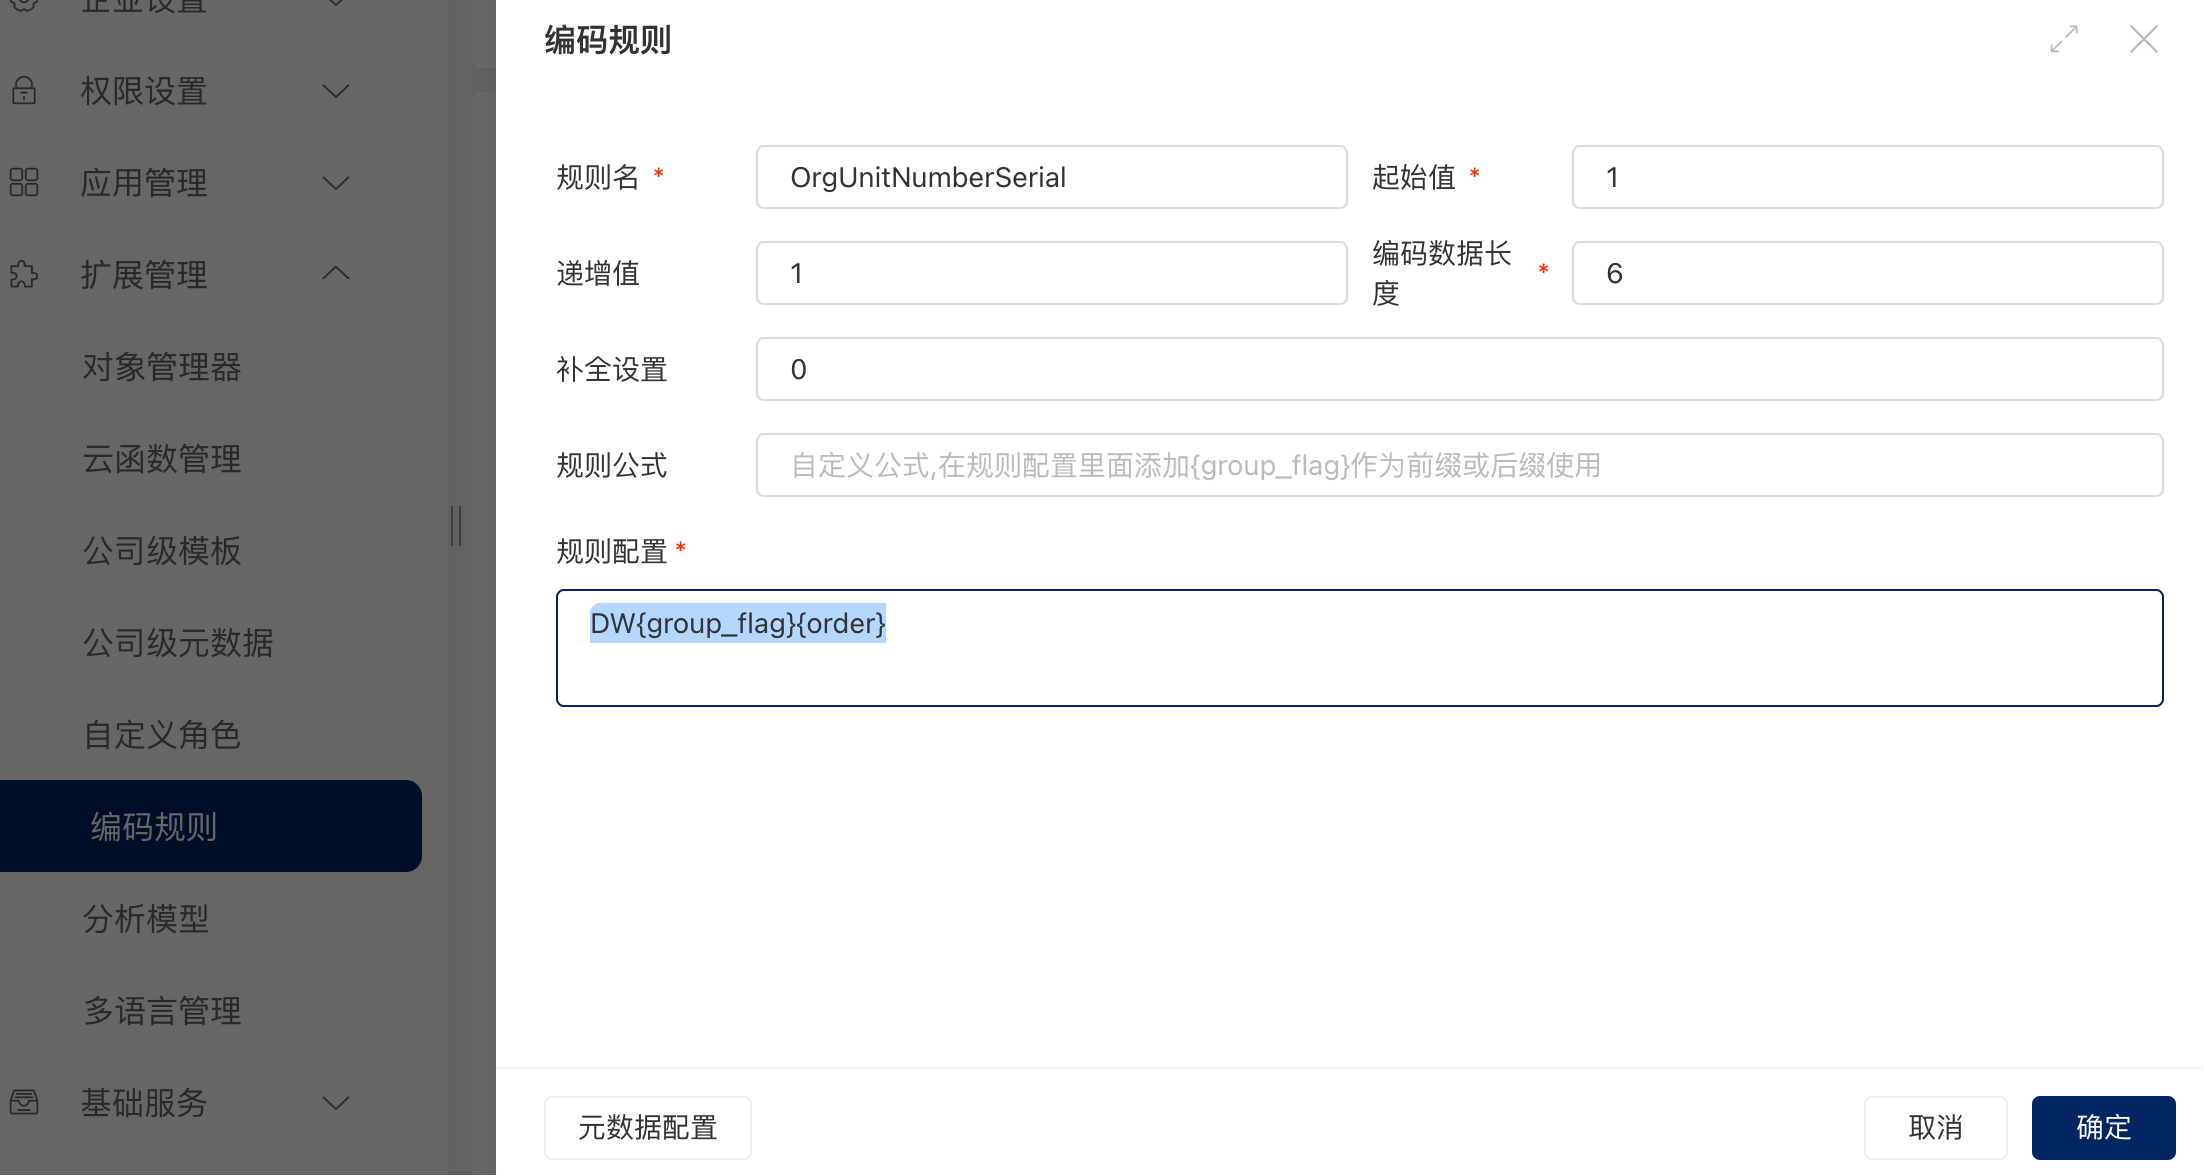 企业设置
权限设置
应用管理
扩展管理
对象管理器
云函数管理
公司级模板
公司级元数据
自定义角色
编码规则
分析模型
多语言管理
基础服务
编码规则
规则名 *
OrgUnitNumberSerial
起始值 *
1
递增值
1
编码数据长
度 *
6
补全设置
0
规则公式
自定义公式,在规则配置里面添加{group_flag}作为前缀或后缀使用
规则配置 *
DW{group_flag}{order}
元数据配置
取消
确定